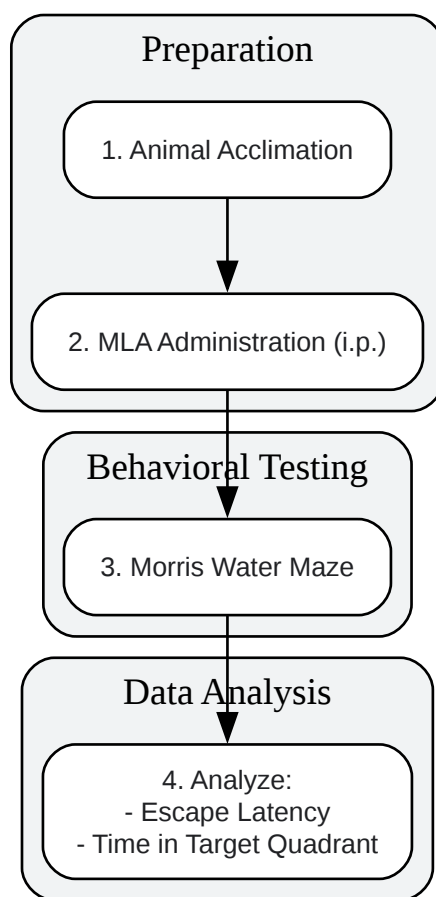 Preparation
1. Animal Acclimation
2. MLA Administration (i.p.)
Behavioral Testing
3. Morris Water Maze
Data Analysis
4. Analyze:
- Escape Latency
- Time in Target Quadrant